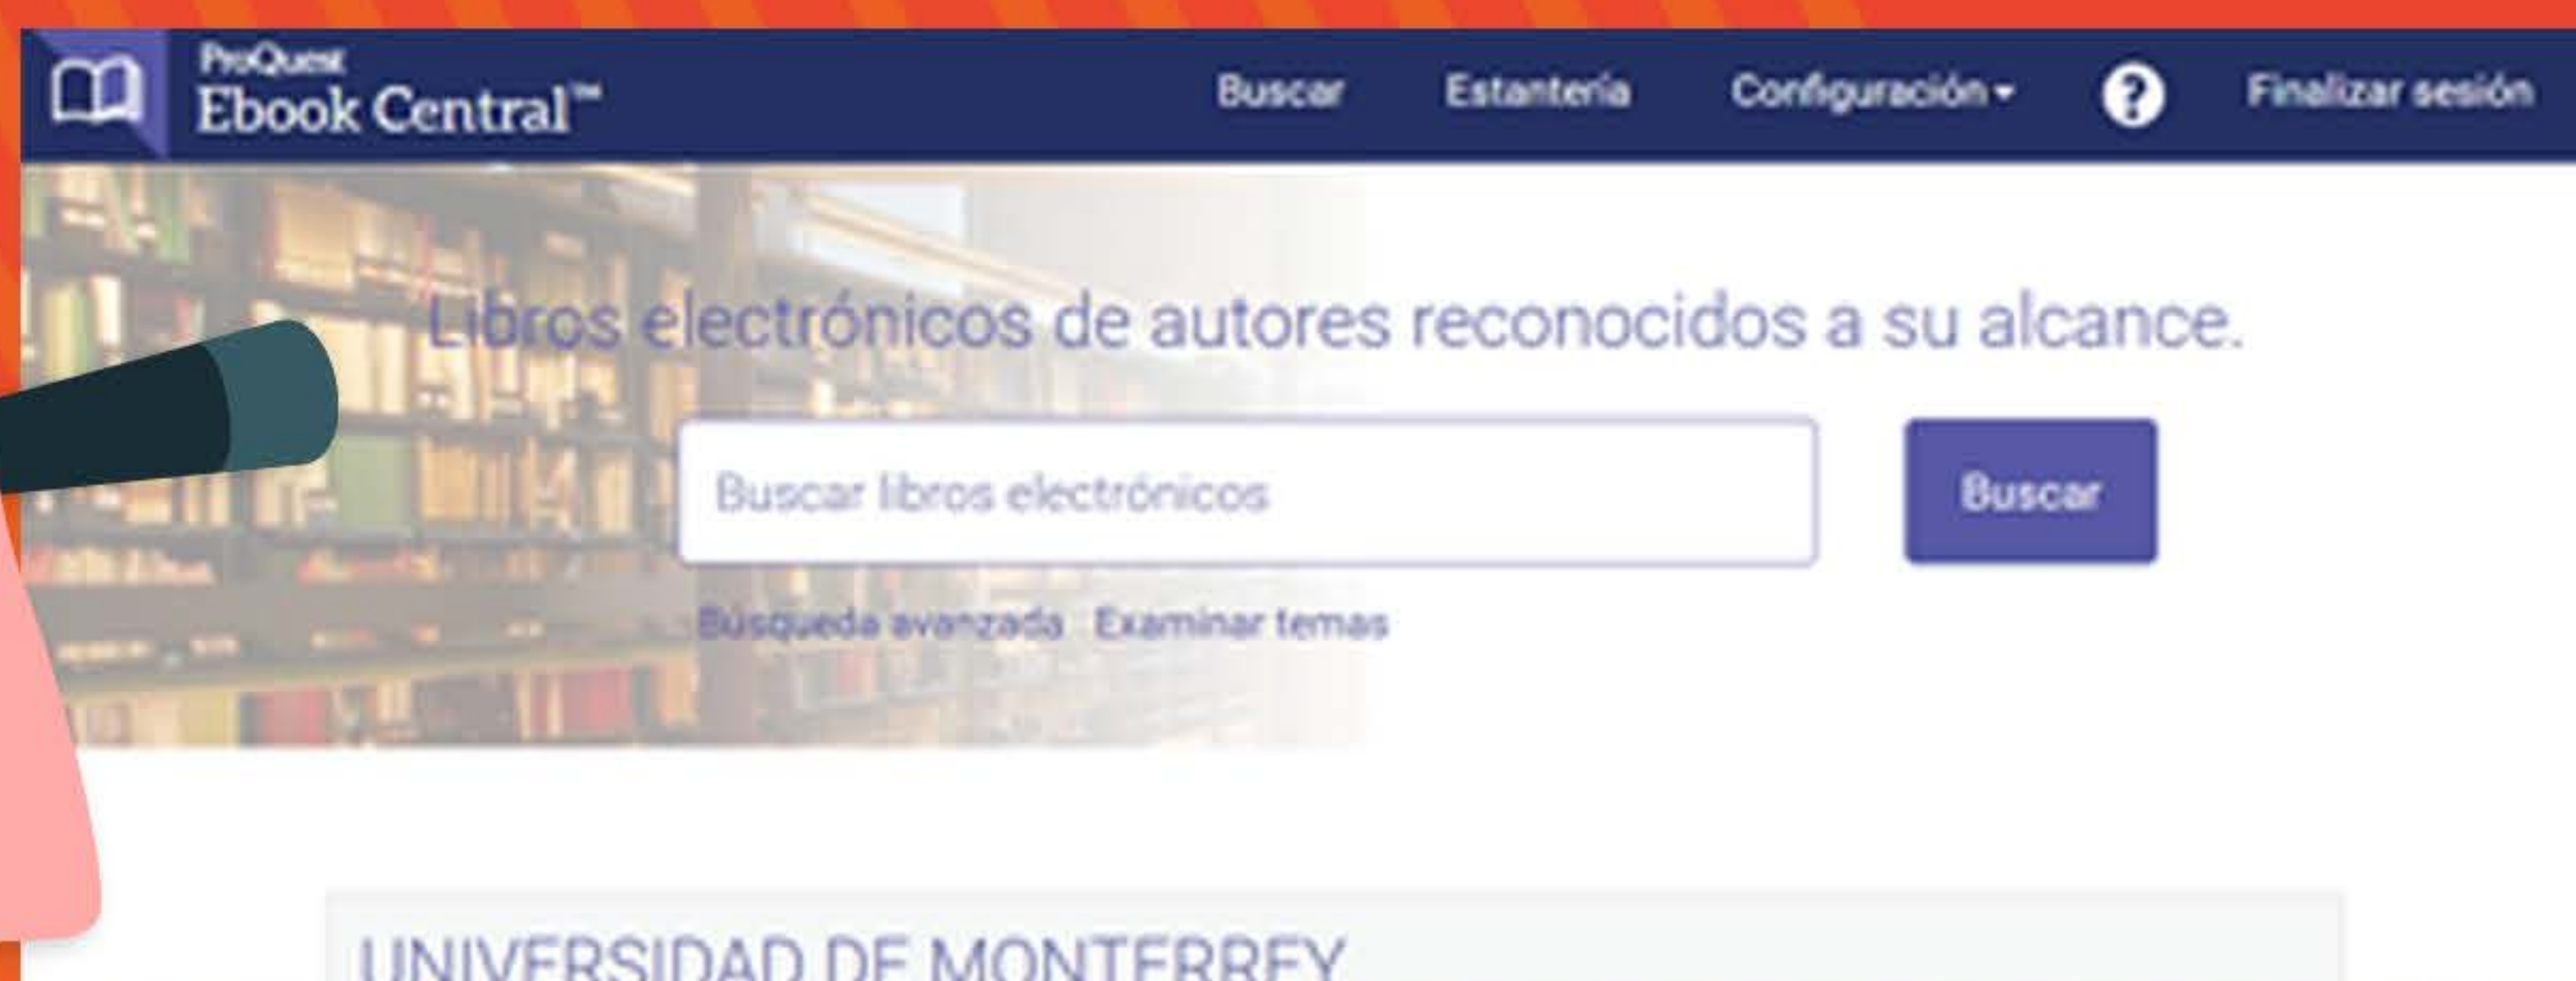 ProQuest
Ebook Central™
Buscar Estantería Configuración ? Finalizar sesión
Libros electrónicos de autores reconocidos a su alcance.
Buscar libros electrónicos
Buscar
Búsqueda avanzada Examinar temas
UNIVERSIDAD DE MONTERREY